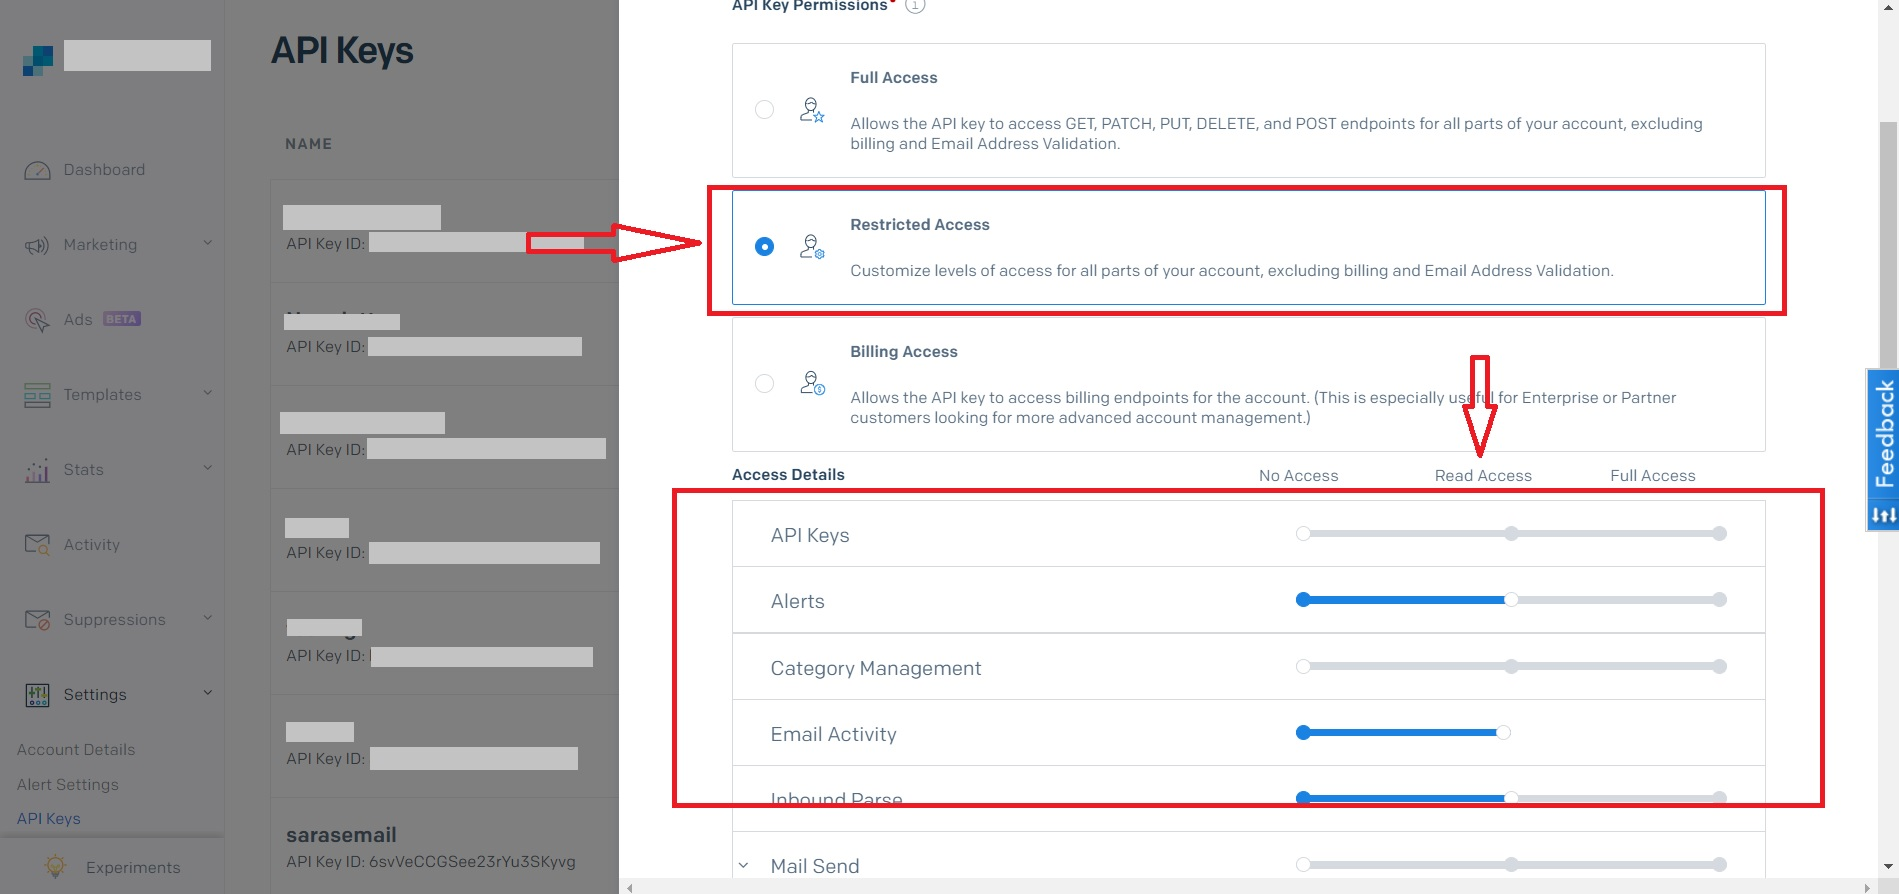 API Keys
NAME
Dashboard
Marketing
Ads BETA
Templates
Stats
Activity
Suppressions
Settings
Account Details
Alert Settings
API Keys
Experiments
API Key ID:
API Key ID:
API Key ID:
API Key ID:
API Key ID:
API Key ID:
sarasemail
API Key ID: 6svVeCCGSee23rYu3SKyvg
API Key Permissions*
Full Access
Allows the API key to access GET, PATCH, PUT, DELETE, and POST endpoints for all parts of your account, excluding
billing and Email Address Validation.
Restricted Access
Customize levels of access for all parts of your account, excluding billing and Email Address Validation.
Billing Access
Allows the API key to access billing endpoints for the account. (This is especially useful for Enterprise or Partner
customers looking for more advanced account management.)
Access Details No Access Read Access Full Access
API Keys
Alerts
Category Management
Email Activity
Inbound Parse
Mail Send
Feedback